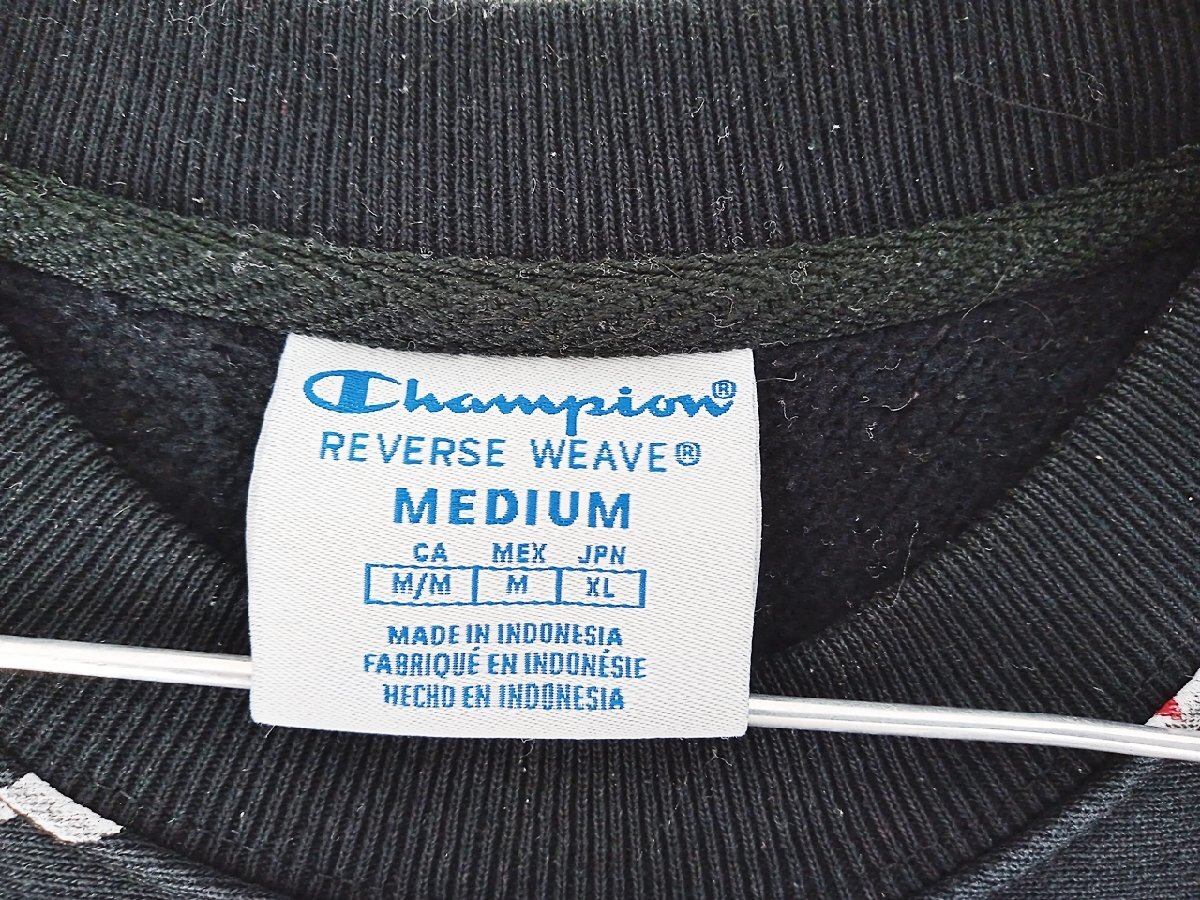 Champion®
REVERSE WEAVE®
MEDIUM
CA MEX JPN
M/M M XL
MADE IN INDONESIA
FABRIQUÉ EN INDONÉSIE
HECHO EN INDONESIA